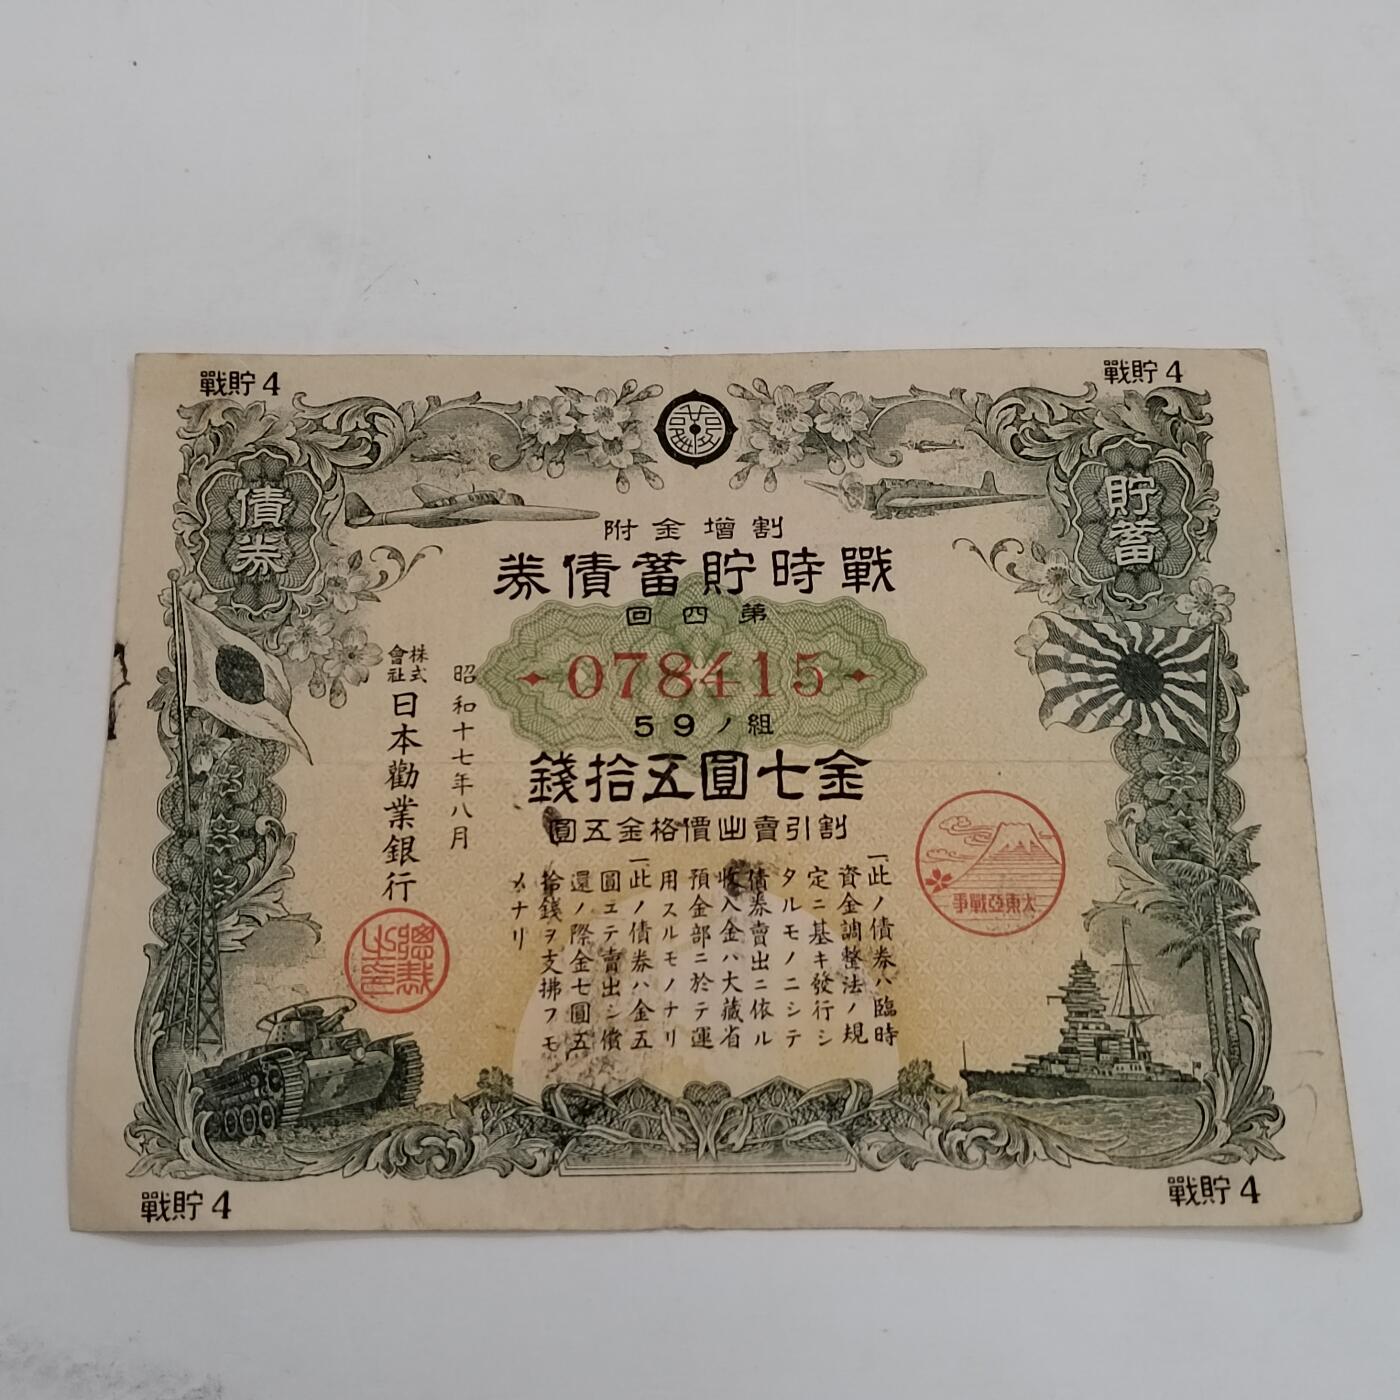 戰貯4
戰貯4
債券
貯蓄
附金増割
券債蓄貯時戰
回四第
078415
59ノ組
錢拾五圓七金
圓五金格價出賣引割
昭和十七年八月
株式會社
日本勸業銀行
總裁之印
大東亞戰爭
一此ノ債券ハ臨時
資金調整法ノ規
定ニ基キ發行シ
タルモノニシテ
債券賣出ニ依ル
收入金ハ大藏省
預金部ニ於テ運
用スルモノナリ
一此ノ債券ハ金五
圓ニテ賣出シ償
還ノ際金七圓五
拾錢ヲ支拂フモ
ノナリ
戰貯4
戰貯4